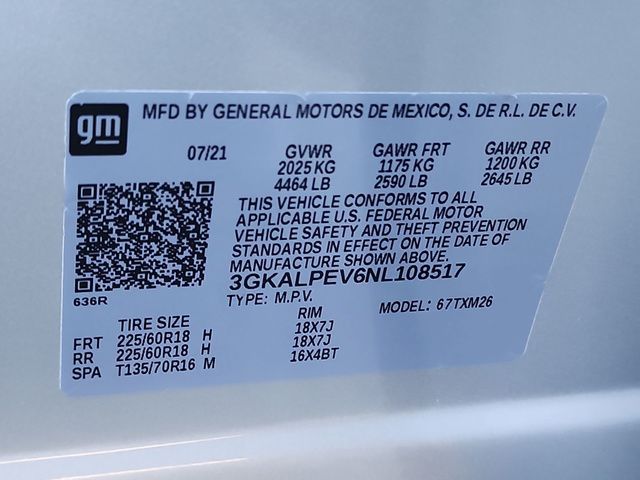 gm
MFD BY GENERAL MOTORS DE MEXICO, S. DE R.L. DE C.V.
07/21 GVWR GAWR FRT GAWR RR
2025 KG 1175 KG 1200 KG
4464 LB 2590 LB 2645 LB
THIS VEHICLE CONFORMS TO ALL
APPLICABLE U.S. FEDERAL MOTOR
VEHICLE SAFETY AND THEFT PREVENTION
STANDARDS IN EFFECT ON THE DATE OF
MANUFACTURE SHOWN ABOVE.
3GKALPEV6NL108517
636R
TYPE: M.P.V. MODEL: 67TXM26
TIRE SIZE RIM
FRT 225/60R18 H 18X7J
RR 225/60R18 H 18X7J
SPA T135/70R16 M 16X4BT